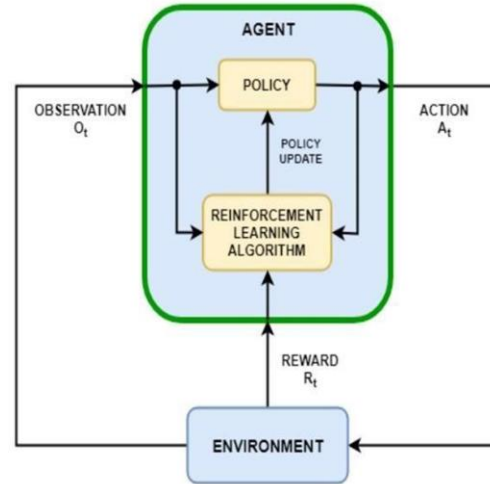 AGENT
POLICY
OBSERVATION
Oₜ
ACTION
Aₜ
POLICY
UPDATE
REINFORCEMENT
LEARNING
ALGORITHM
REWARD
Rₜ
ENVIRONMENT